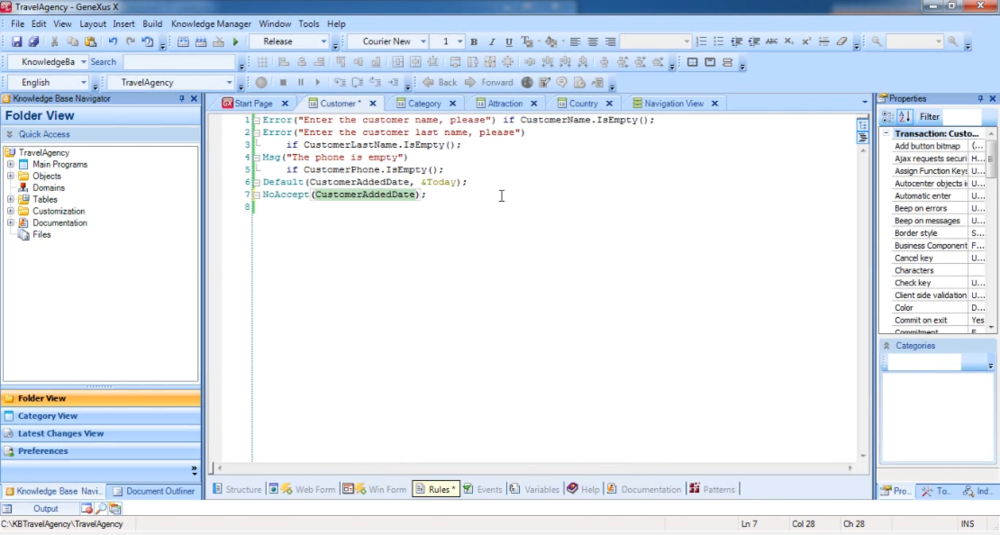 TravelAgency - GeneXus X
File Edit View Layout Insert Build Knowledge Manager Window Tools Help
Release Courier New 1 B I U ABC
KnowledgeBa Search
English TravelAgency Back Forward
Knowledge Base Navigator
Folder View
Quick Access
TravelAgency
Main Programs
Objects
Domains
Tables
Customization
Documentation
Files
Folder View
Category View
Latest Changes View
Preferences
Knowledge Base Navi... Document Outliner
Start Page Customer * Category Attraction Country Navigation View
1 Error("Enter the customer name, please") if CustomerName.IsEmpty();
2 Error("Enter the customer last name, please")
3 if CustomerLastName.IsEmpty();
4 Msg("The phone is empty")
5 if CustomerPhone.IsEmpty();
6 Default(CustomerAddedDate, &Today);
7 NoAccept(CustomerAddedDate);
8
Structure Web Form Win Form Rules * Events Variables Help Documentation Patterns
Properties
Filter
Transaction: Custo...
Add button bitmap (...
Ajax requests securi H...
Assign Function Keys U...
Autocenter objects i U...
Automatic enter U...
Beep on errors U...
Beep on messages U...
Border style S...
Business Component F...
Cancel key U...
Characters
Check key U...
Client side validation U...
Color D...
Commit on exit Yes
Categories
Pro... To... Ind...
Output
C:\KBTravelAgency\TravelAgency Ln 7 Col 28 Ch 28 INS